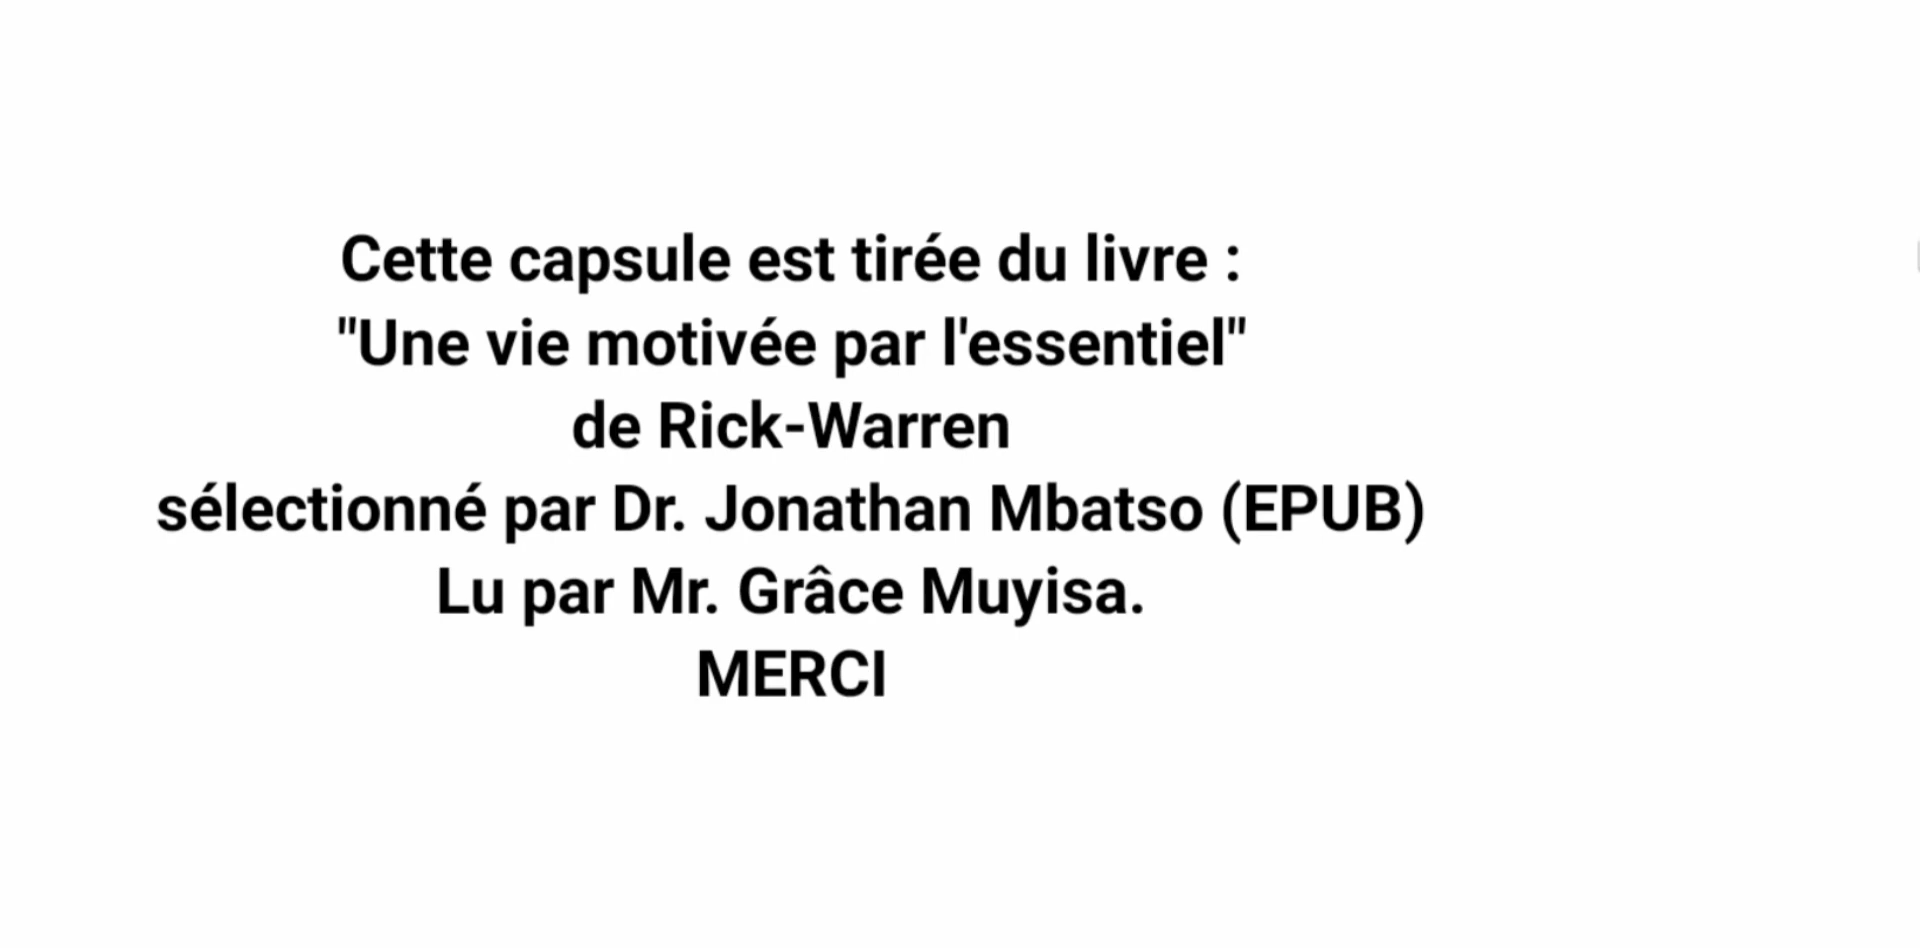 Cette capsule est tirée du livre :
"Une vie motivée par l'essentiel"
de Rick-Warren
sélectionné par Dr. Jonathan Mbatso (EPUB)
Lu par Mr. Grâce Muyisa.
MERCI